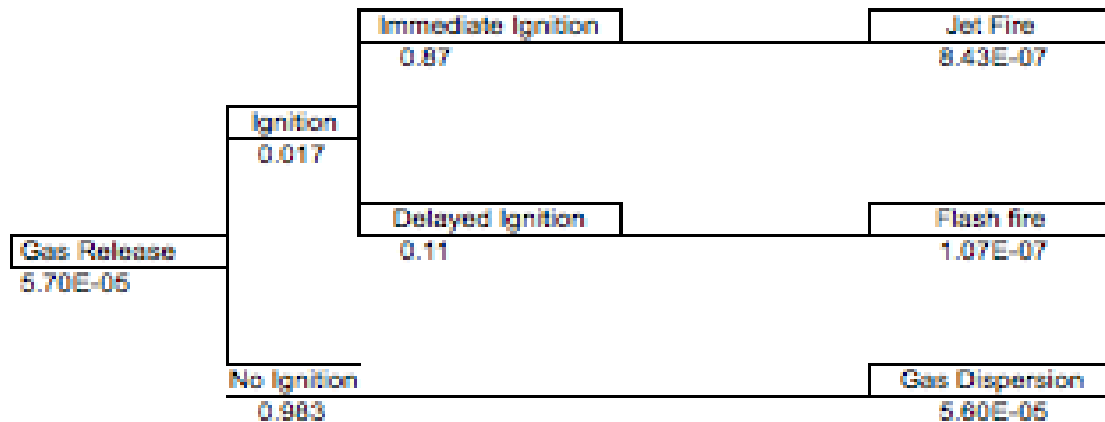 Immediate Ignition
Jet Fire
0.87
8.43E-07
Ignition
0.017
Delayed Ignition
Flash fire
0.11
1.07E-07
Gas Release
5.70E-05
No Ignition
Gas Dispersion
0.983
5.60E-05